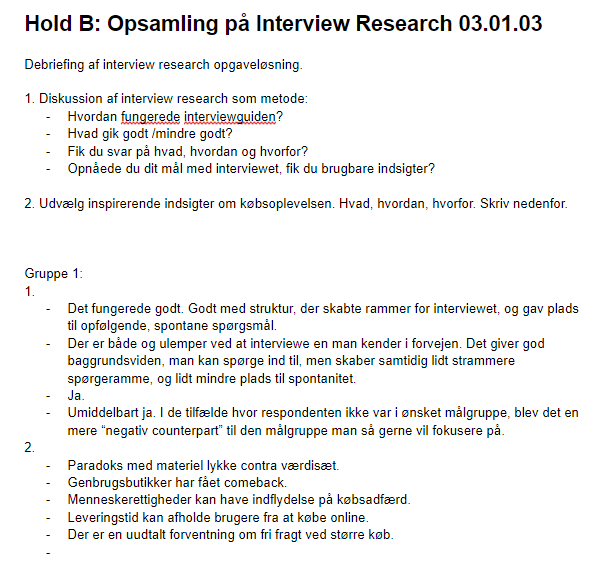 Hold B: Opsamling på Interview Research 03.01.03
Debriefing af interview research opgaveløsning.
1. Diskussion af interview research som metode:
- Hvordan fungerede interviewguiden?
- Hvad gik godt /mindre godt?
- Fik du svar på hvad, hvordan og hvorfor?
- Opnåede du dit mål med interviewet, fik du brugbare indsigter?
2. Udvælg inspirerende indsigter om købsoplevelsen. Hvad, hvordan, hvorfor. Skriv nedenfor.
Gruppe 1:
1.
- Det fungerede godt. Godt med struktur, der skabte rammer for interviewet, og gav plads
til opfølgende, spontane spørgsmål.
- Der er både og ulemper ved at interviewe en man kender i forvejen. Det giver god
baggrundsviden, man kan spørge ind til, men skaber samtidig lidt strammere
spørgeramme, og lidt mindre plads til spontanitet.
- Ja.
- Umiddelbart ja. I de tilfælde hvor respondenten ikke var i ønsket målgruppe, blev det en
mere “negativ counterpart” til den målgruppe man så gerne vil fokusere på.
2.
- Paradoks med materiel lykke contra værdisæt.
- Genbrugsbutikker har fået comeback.
- Menneskerettigheder kan have indflydelse på købsadfærd.
- Leveringstid kan afholde brugere fra at købe online.
- Der er en uudtalt forventning om fri fragt ved større køb.
-